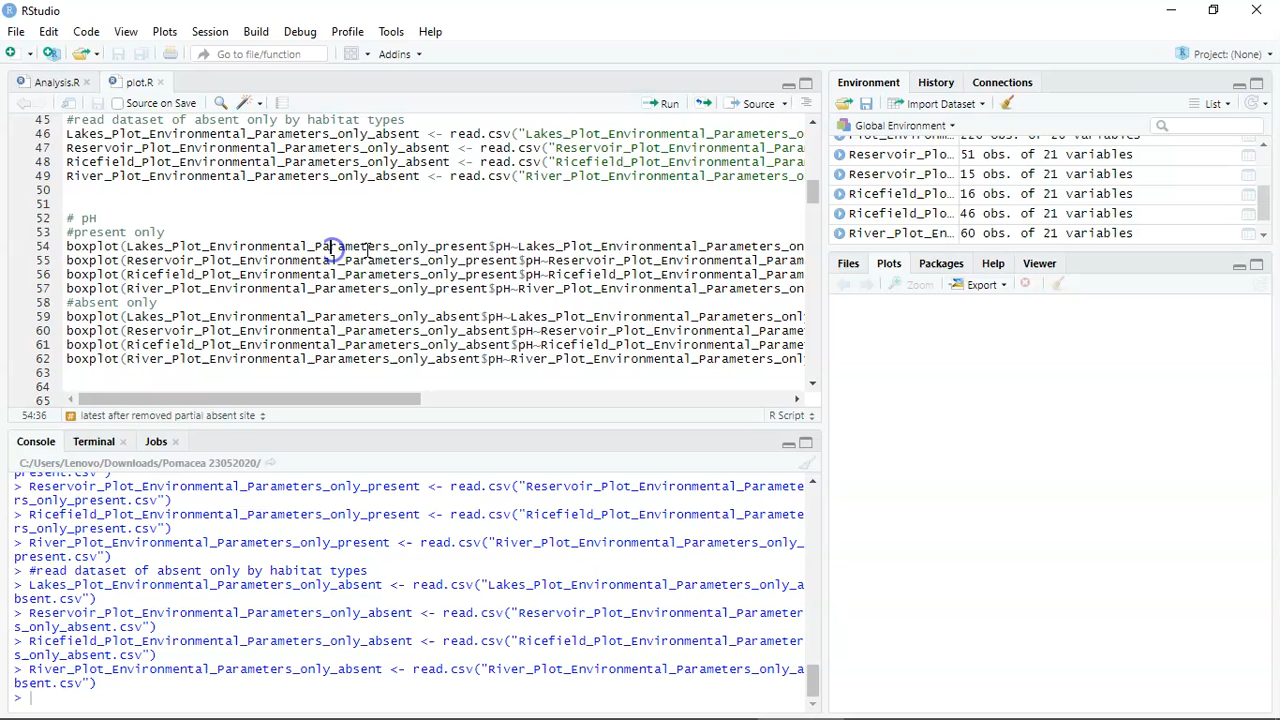 RStudio
File Edit Code View Plots Session Build Debug Profile Tools Help
Go to file/function Addins Project: (None)
Analysis.R plot.R
Source on Save Run Source
45 #read dataset of absent only by habitat types
46 Lakes_Plot_Environmental_Parameters_only_absent <- read.csv("Lakes_Plot_Environmental_Parameters_o
47 Reservoir_Plot_Environmental_Parameters_only_absent <- read.csv("Reservoir_Plot_Environmental_Para
48 Ricefield_Plot_Environmental_Parameters_only_absent <- read.csv("Ricefield_Plot_Environmental_Para
49 River_Plot_Environmental_Parameters_only_absent <- read.csv("River_Plot_Environmental_Parameters_o
50
51
52 # pH
53 #present only
54 boxplot(Lakes_Plot_Environmental_Parameters_only_present$pH~Lakes_Plot_Environmental_Parameters_on
55 boxplot(Reservoir_Plot_Environmental_Parameters_only_present$pH~Reservoir_Plot_Environmental_Param
56 boxplot(Ricefield_Plot_Environmental_Parameters_only_present$pH~Ricefield_Plot_Environmental_Param
57 boxplot(River_Plot_Environmental_Parameters_only_present$pH~River_Plot_Environmental_Parameters_on
58 #absent only
59 boxplot(Lakes_Plot_Environmental_Parameters_only_absent$pH~Lakes_Plot_Environmental_Parameters_onl
60 boxplot(Reservoir_Plot_Environmental_Parameters_only_absent$pH~Reservoir_Plot_Environmental_Parame
61 boxplot(Ricefield_Plot_Environmental_Parameters_only_absent$pH~Ricefield_Plot_Environmental_Parame
62 boxplot(River_Plot_Environmental_Parameters_only_absent$pH~River_Plot_Environmental_Parameters_onl
63
64
65
54:36 # latest after removed partial absent site R Script
Console Terminal Jobs
C:/Users/Lenovo/Downloads/Pomacea 23052020/
present.csv")
> Reservoir_Plot_Environmental_Parameters_only_present <- read.csv("Reservoir_Plot_Environmental_Paramete
rs_only_present.csv")
> Ricefield_Plot_Environmental_Parameters_only_present <- read.csv("Ricefield_Plot_Environmental_Paramete
rs_only_present.csv")
> River_Plot_Environmental_Parameters_only_present <- read.csv("River_Plot_Environmental_Parameters_only_
present.csv")
> #read dataset of absent only by habitat types
> Lakes_Plot_Environmental_Parameters_only_absent <- read.csv("Lakes_Plot_Environmental_Parameters_only_a
bsent.csv")
> Reservoir_Plot_Environmental_Parameters_only_absent <- read.csv("Reservoir_Plot_Environmental_Parameter
s_only_absent.csv")
> Ricefield_Plot_Environmental_Parameters_only_absent <- read.csv("Ricefield_Plot_Environmental_Parameter
s_only_absent.csv")
> River_Plot_Environmental_Parameters_only_absent <- read.csv("River_Plot_Environmental_Parameters_only_a
bsent.csv")
>
Environment History Connections
Import Dataset List
Global Environment
Reservoir_Plo… 51 obs. of 21 variables
Reservoir_Plo… 15 obs. of 21 variables
Ricefield_Plo… 16 obs. of 21 variables
Ricefield_Plo… 46 obs. of 21 variables
River_Plot_En… 60 obs. of 21 variables
Files Plots Packages Help Viewer
Zoom Export